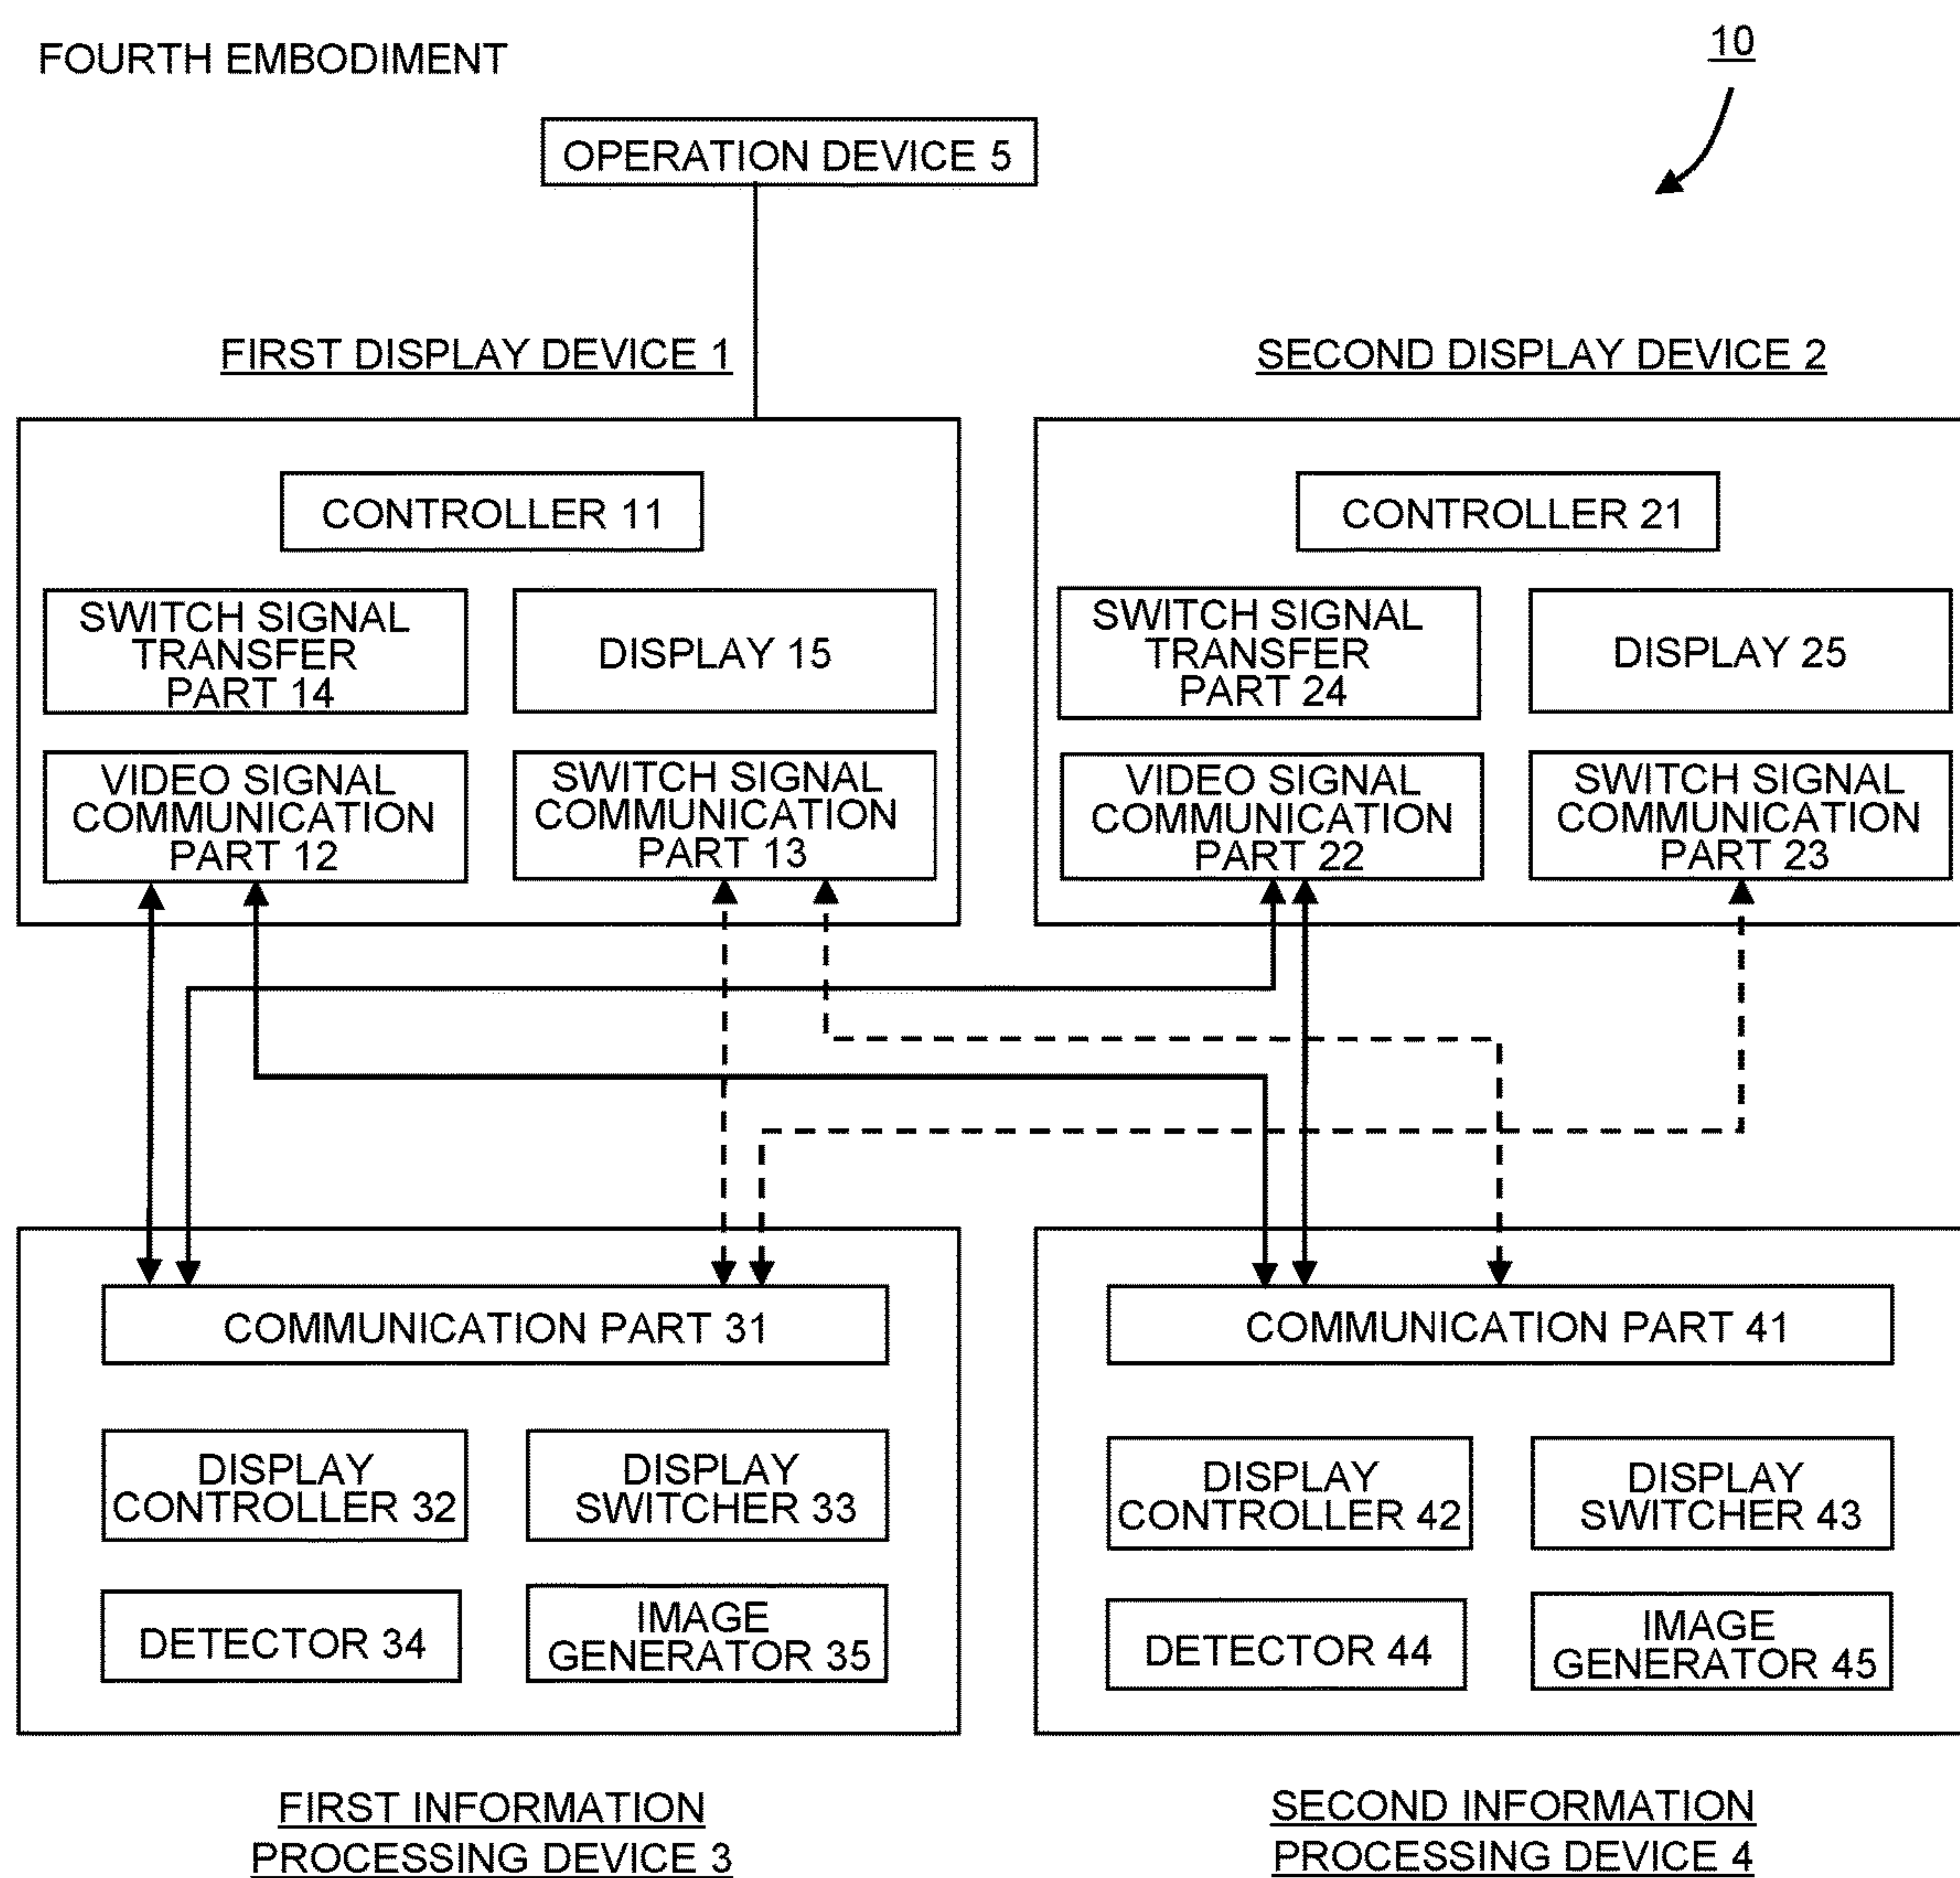 FOURTH EMBODIMENT
10
OPERATION DEVICE 5
FIRST DISPLAY DEVICE 1
SECOND DISPLAY DEVICE 2
CONTROLLER 11
SWITCH SIGNAL
TRANSFER
PART 14
DISPLAY 15
VIDEO SIGNAL
COMMUNICATION
PART 12
SWITCH SIGNAL
COMMUNICATION
PART 13
CONTROLLER 21
SWITCH SIGNAL
TRANSFER
PART 24
DISPLAY 25
VIDEO SIGNAL
COMMUNICATION
PART 22
SWITCH SIGNAL
COMMUNICATION
PART 23
COMMUNICATION PART 31
DISPLAY
CONTROLLER 32
DISPLAY
SWITCHER 33
DETECTOR 34
IMAGE
GENERATOR 35
COMMUNICATION PART 41
DISPLAY
CONTROLLER 42
DISPLAY
SWITCHER 43
DETECTOR 44
IMAGE
GENERATOR 45
FIRST INFORMATION
PROCESSING DEVICE 3
SECOND INFORMATION
PROCESSING DEVICE 4